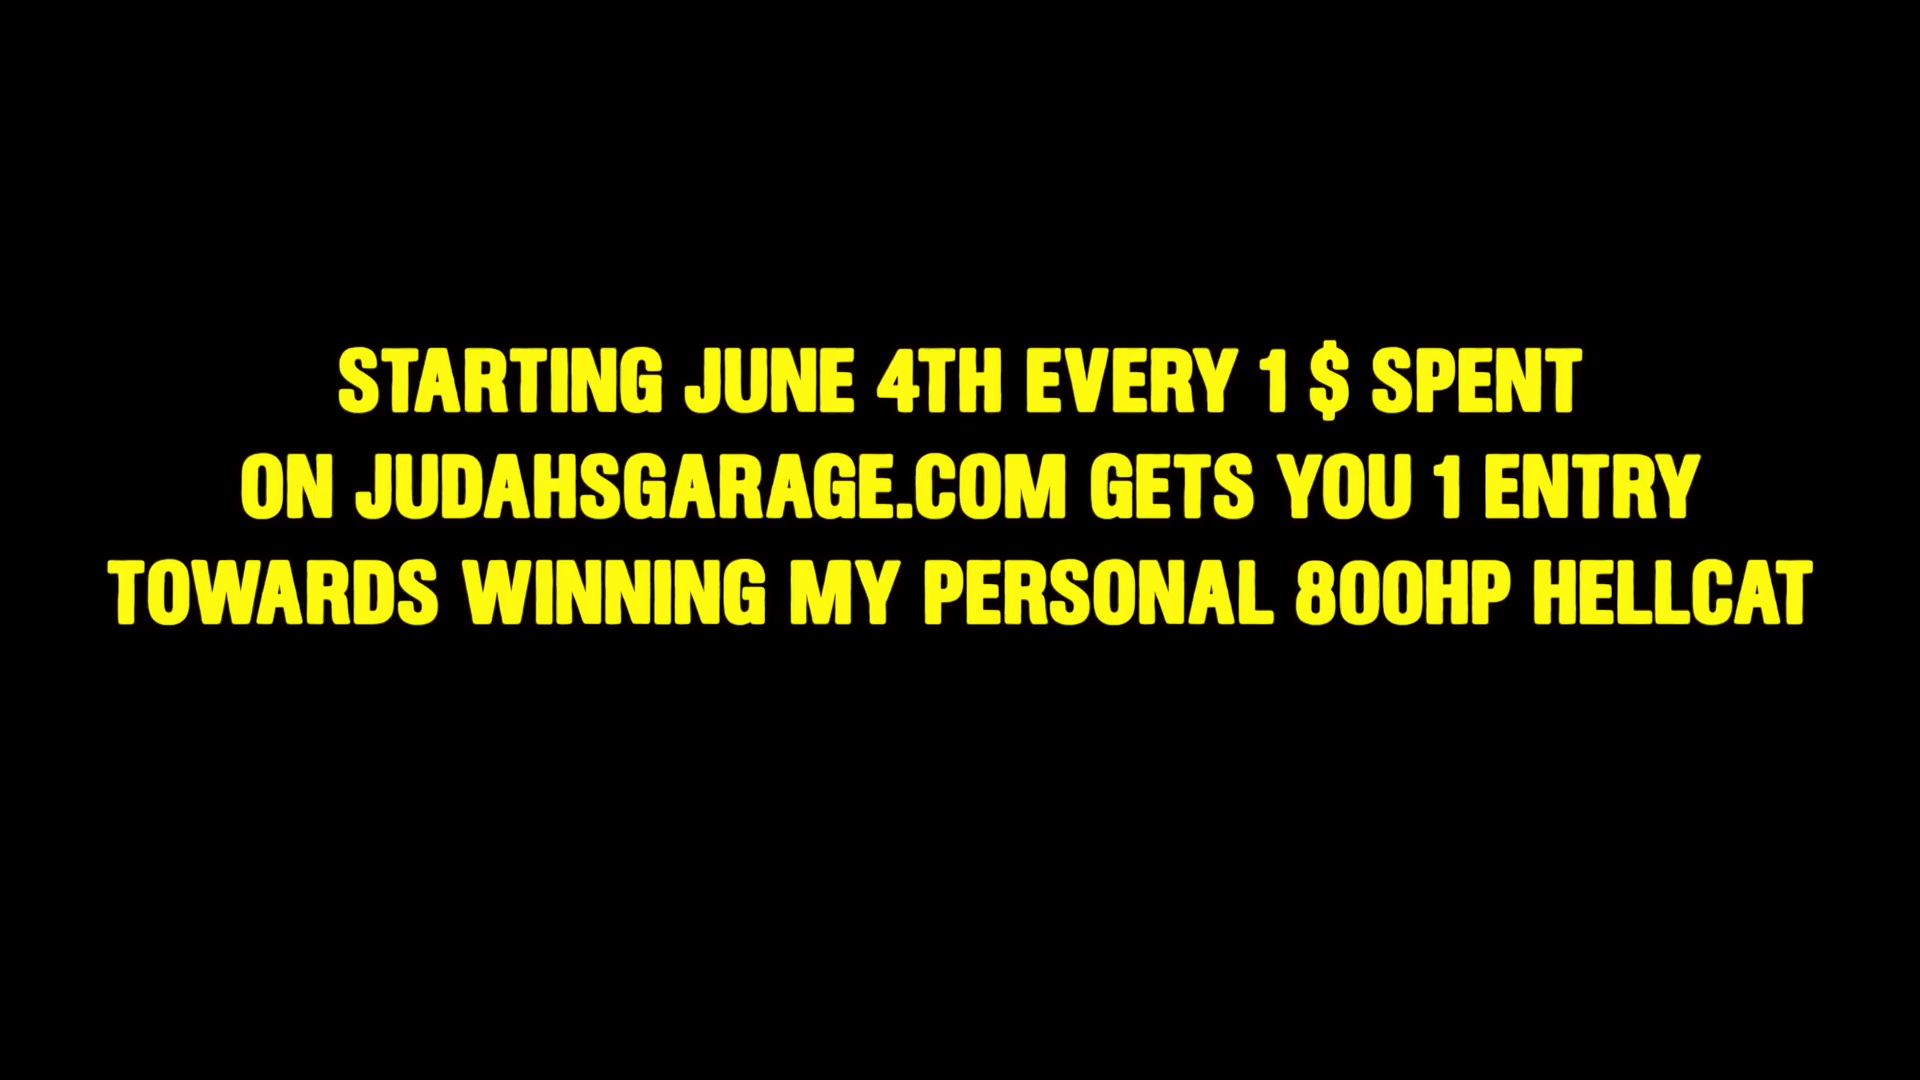 STARTING JUNE 4TH EVERY 1 $ SPENT
ON JUDAHSGARAGE.COM GETS YOU 1 ENTRY
TOWARDS WINNING MY PERSONAL 800HP HELLCAT